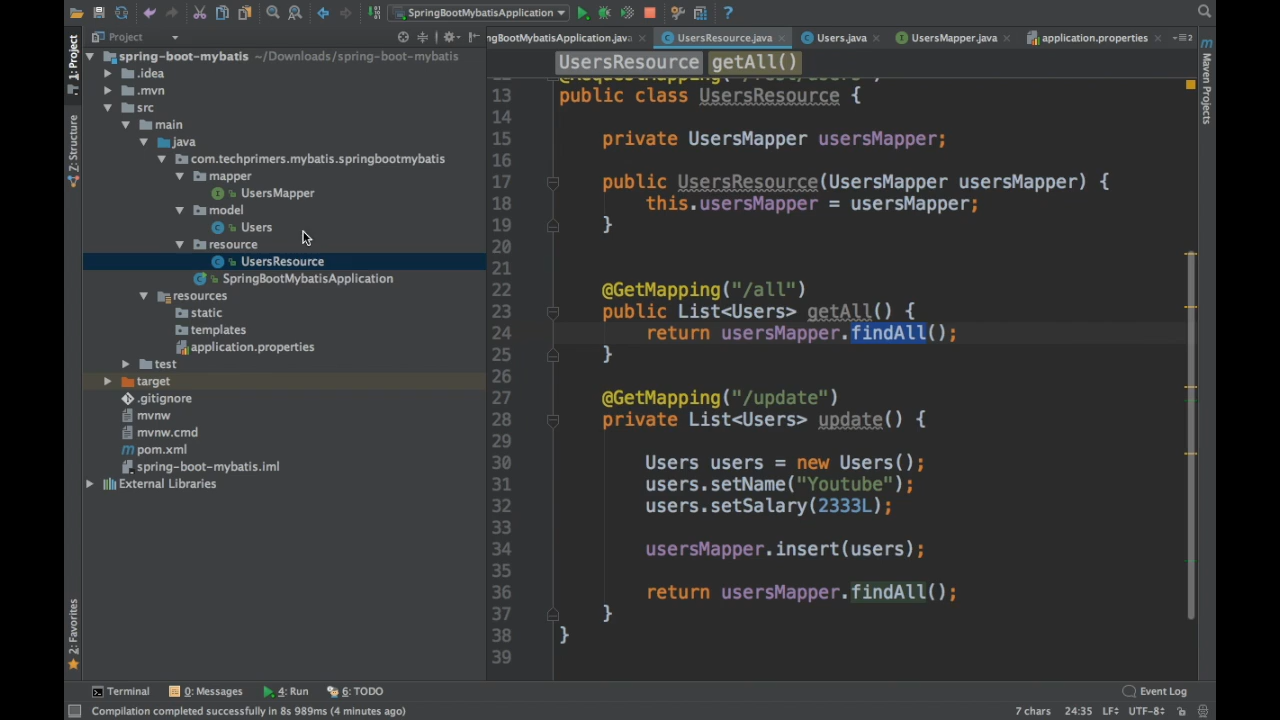 SpringBootMybatisApplication
Project
ngBootMybatisApplication.java
UsersResource.java
Users.java
UsersMapper.java
application.properties
2
UsersResource
getAll()
1: Project
Z: Structure
2: Favorites
Maven Projects
spring-boot-mybatis ~/Downloads/spring-boot-mybatis
.idea
.mvn
src
main
java
com.techprimers.mybatis.springbootmybatis
mapper
UsersMapper
model
Users
resource
UsersResource
SpringBootMybatisApplication
resources
static
templates
application.properties
test
target
.gitignore
mvnw
mvnw.cmd
pom.xml
spring-boot-mybatis.iml
External Libraries
13 public class UsersResource {
14
15 private UsersMapper usersMapper;
16
17 public UsersResource(UsersMapper usersMapper) {
18 this.usersMapper = usersMapper;
19 }
20
21
22 @GetMapping("/all")
23 public List<Users> getAll() {
24 return usersMapper.findAll();
25 }
26
27 @GetMapping("/update")
28 private List<Users> update() {
29
30 Users users = new Users();
31 users.setName("Youtube");
32 users.setSalary(2333L);
33
34 usersMapper.insert(users);
35
36 return usersMapper.findAll();
37 }
38 }
39
Terminal
0: Messages
4: Run
6: TODO
Event Log
Compilation completed successfully in 8s 989ms (4 minutes ago)
7 chars
24:35
LF
UTF-8